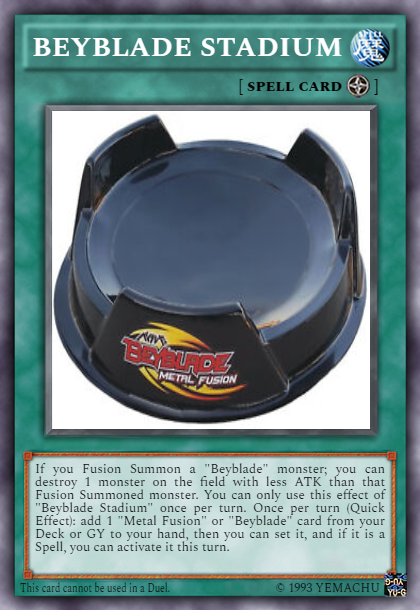 BEYBLADE STADIUM
魔
[ SPELL CARD ]
BEYBLADE
METAL FUSION
If you Fusion Summon a "Beyblade" monster; you can
destroy 1 monster on the field with less ATK than that
Fusion Summoned monster. You can only use this effect of
"Beyblade Stadium" once per turn. Once per turn (Quick
Effect): add 1 "Metal Fusion" or "Beyblade" card from your
Deck or GY to your hand, then you can set it, and if it is a
Spell, you can activate it this turn.
This card cannot be used in a Duel.
© 1993 YEMACHU